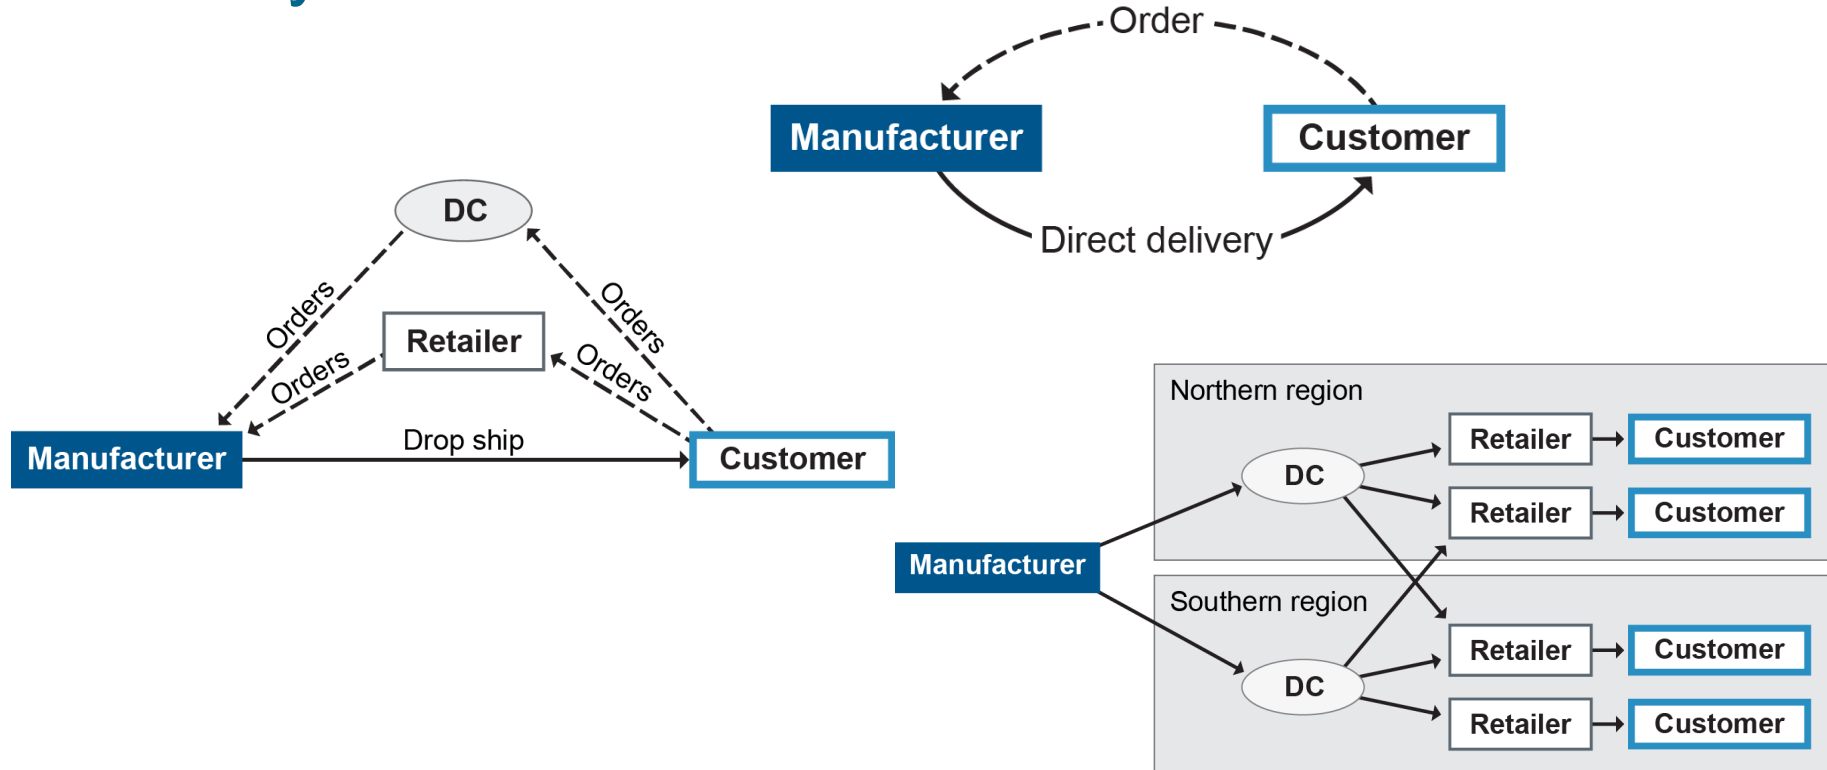 Order
Manufacturer
Customer
Direct delivery
DC
Orders
Orders
Retailer
Orders
Orders
Manufacturer
Drop ship
Customer
Northern region
Retailer
Customer
DC
Retailer
Customer
Manufacturer
Southern region
Retailer
Customer
DC
Retailer
Customer